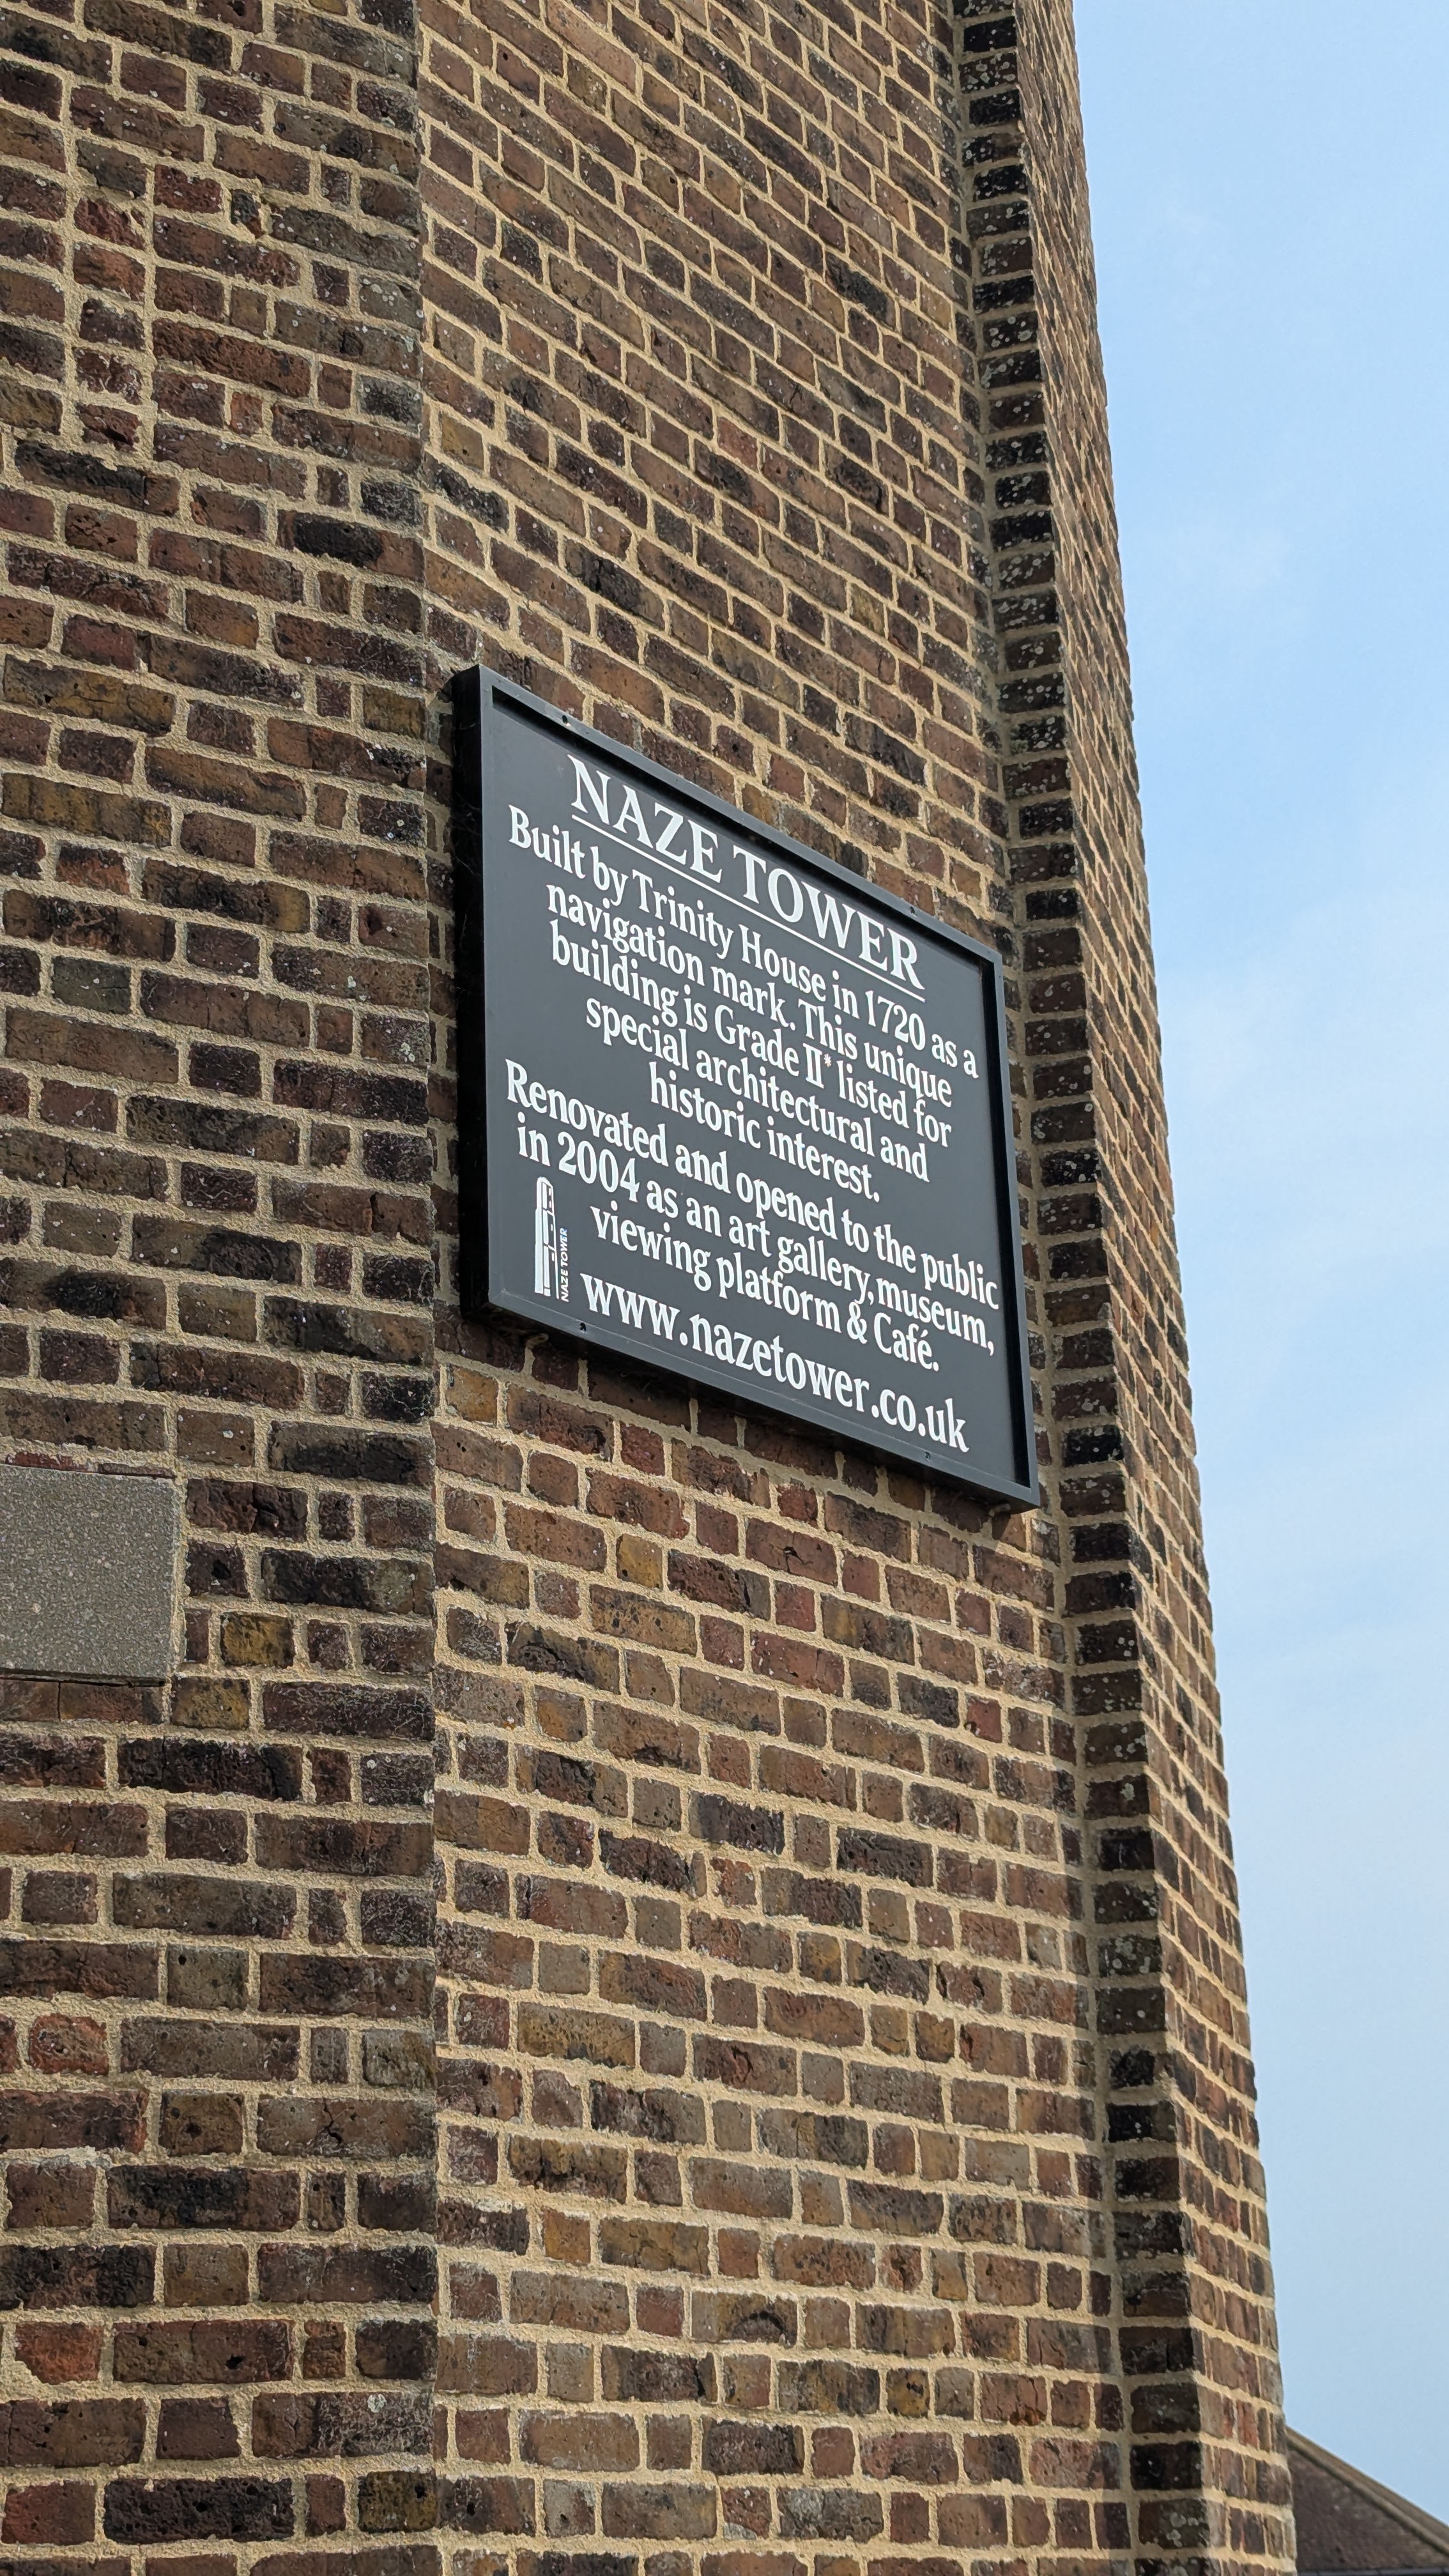 NAZE TOWER
Built by Trinity House in 1720 as a
navigation mark. This unique
building is Grade II* listed for
special architectural and
historic interest.
Renovated and opened to the public
in 2004 as an art gallery, museum,
viewing platform & Café.
NAZE TOWER
www.nazetower.co.uk